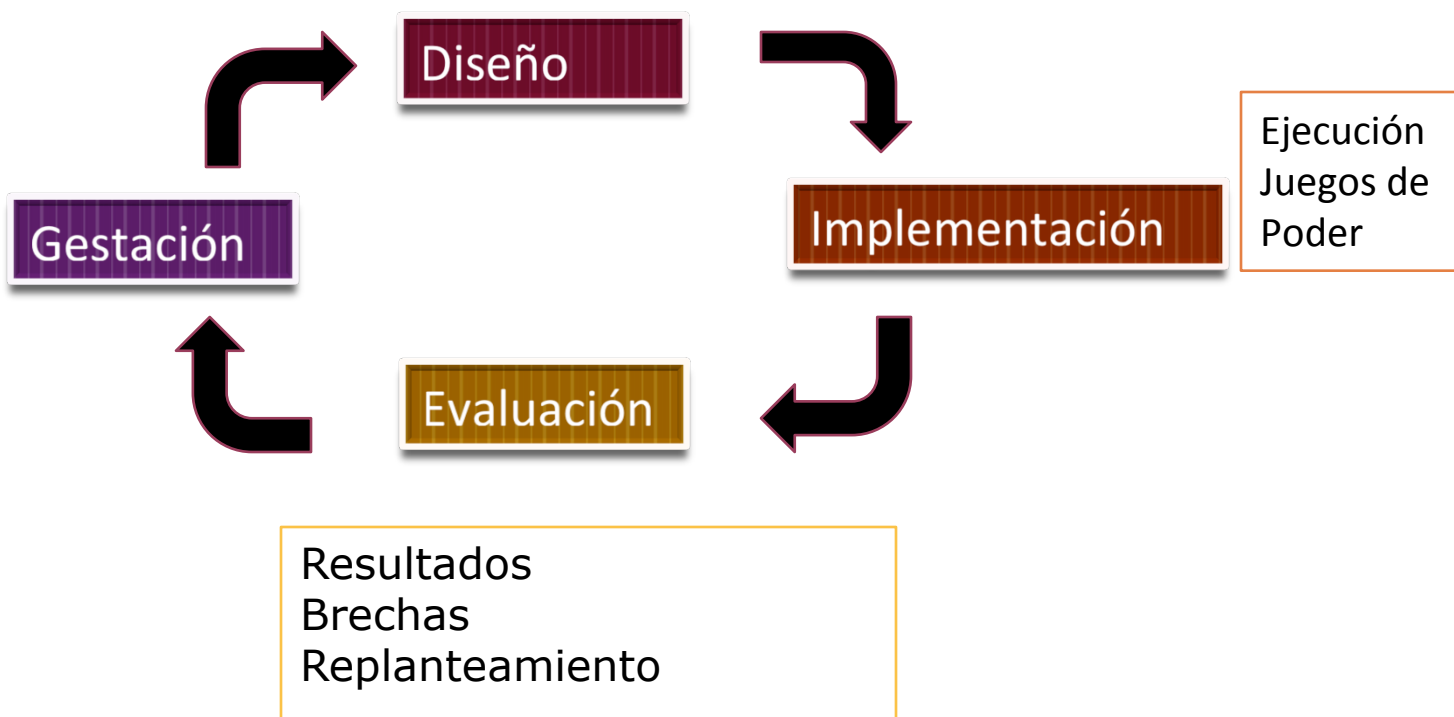 Diseño
Ejecución
Juegos de
Poder
Gestación
Implementación
Evaluación
Resultados
Brechas
Replanteamiento